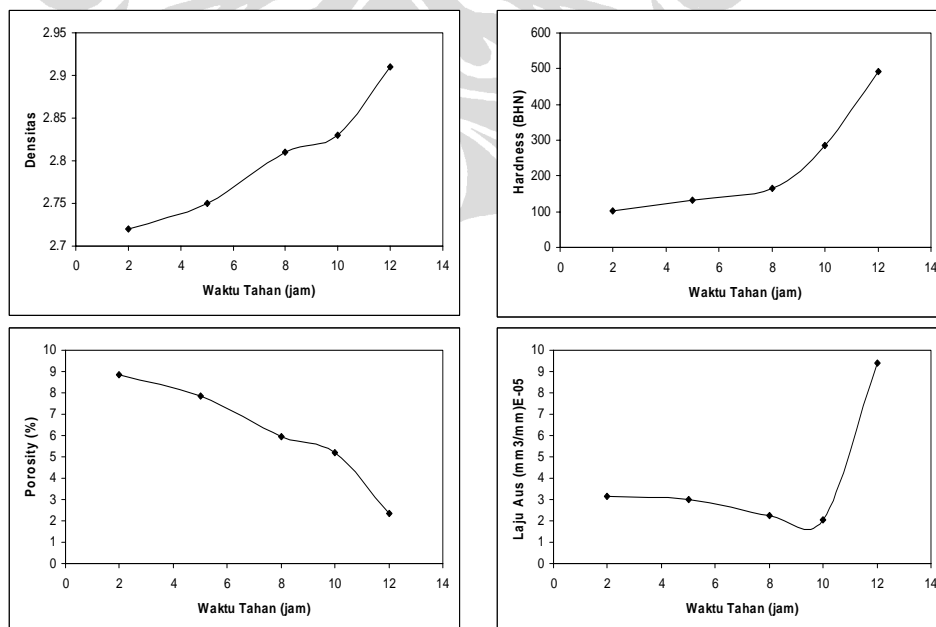 2.95
2.9
2.85
2.8
2.75
2.7
Densitas
0 2 4 6 8 10 12 14
Waktu Tahan (jam)
600
500
400
300
200
100
0
Hardness (BHN)
0 2 4 6 8 10 12 14
Waktu Tahan (jam)
10
9
8
7
6
5
4
3
2
1
0
Porosity (%)
0 2 4 6 8 10 12 14
Waktu Tahan (jam)
10
9
8
7
6
5
4
3
2
1
0
Laju Aus (mm3/mm)E-05
0 2 4 6 8 10 12 14
Waktu Tahan (jam)